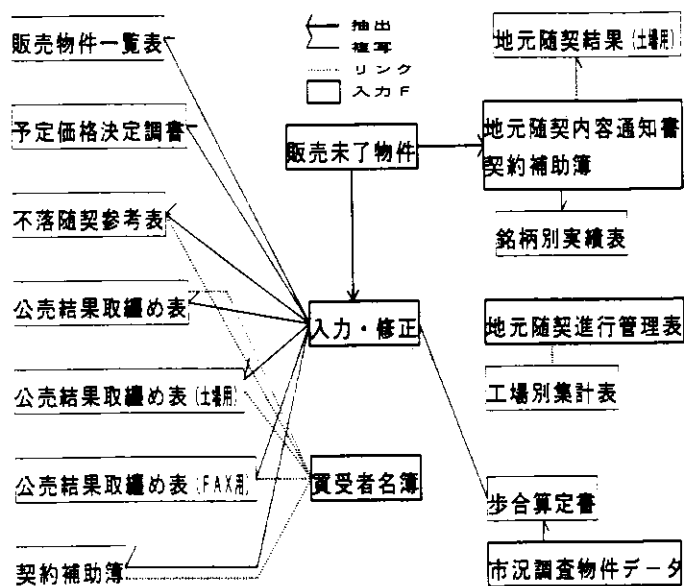 抽出
複写
リンク
入力F
販売物件一覧表
予定価格決定調書
不落随契参考表
公売結果取纏め表
公売結果取纏め表(土場用)
公売結果取纏め表(FAX用)
契約補助簿
販売未了物件
入力・修正
買受者名簿
地元随契結果(土場用)
地元随契内容通知書
契約補助簿
銘柄別実績表
地元随契進行管理表
工場別集計表
歩合算定書
市況調査物件データ